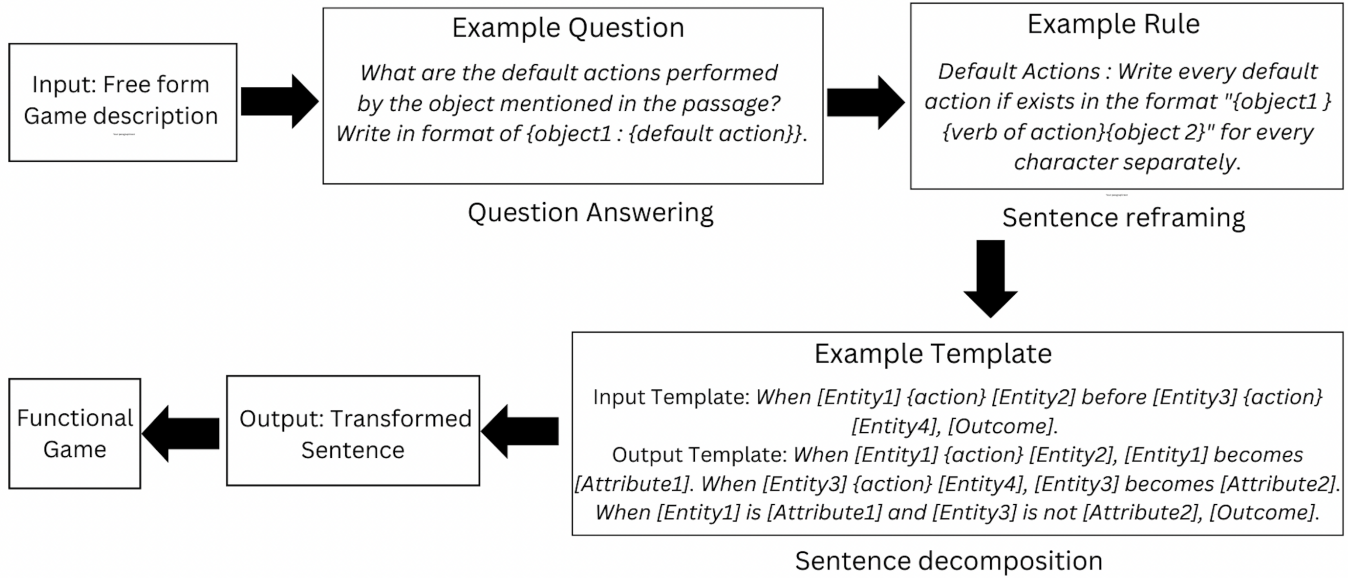 Input: Free form
Game description
Example Question
What are the default actions performed
by the object mentioned in the passage?
Write in format of {object1 : {default action}}.
Question Answering
Example Rule
Default Actions : Write every default
action if exists in the format "{object1 }
{verb of action}{object 2}" for every
character separately.
Sentence reframing
Example Template
Input Template: When [Entity1] {action} [Entity2] before [Entity3] {action}
[Entity4], [Outcome].
Output Template: When [Entity1] {action} [Entity2], [Entity1] becomes
[Attribute1]. When [Entity3] {action} [Entity4], [Entity3] becomes [Attribute2].
When [Entity1] is [Attribute1] and [Entity3] is not [Attribute2], [Outcome].
Sentence decomposition
Output: Transformed
Sentence
Functional
Game